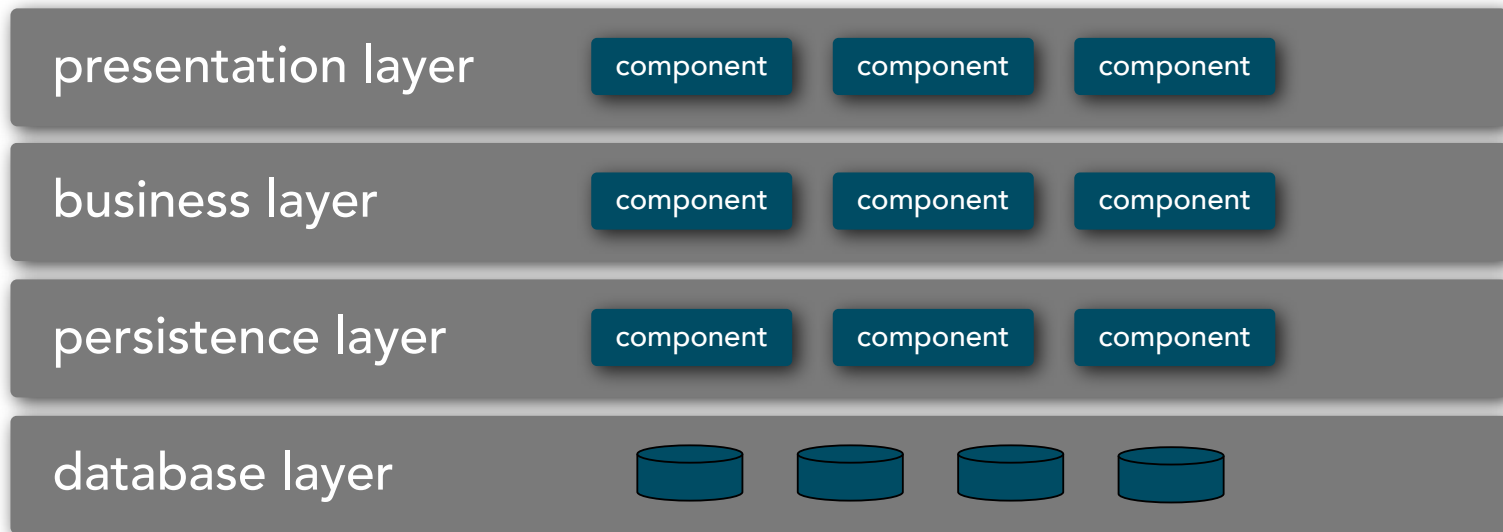 presentation layer component component component
business layer component component component
persistence layer component component component
database layer